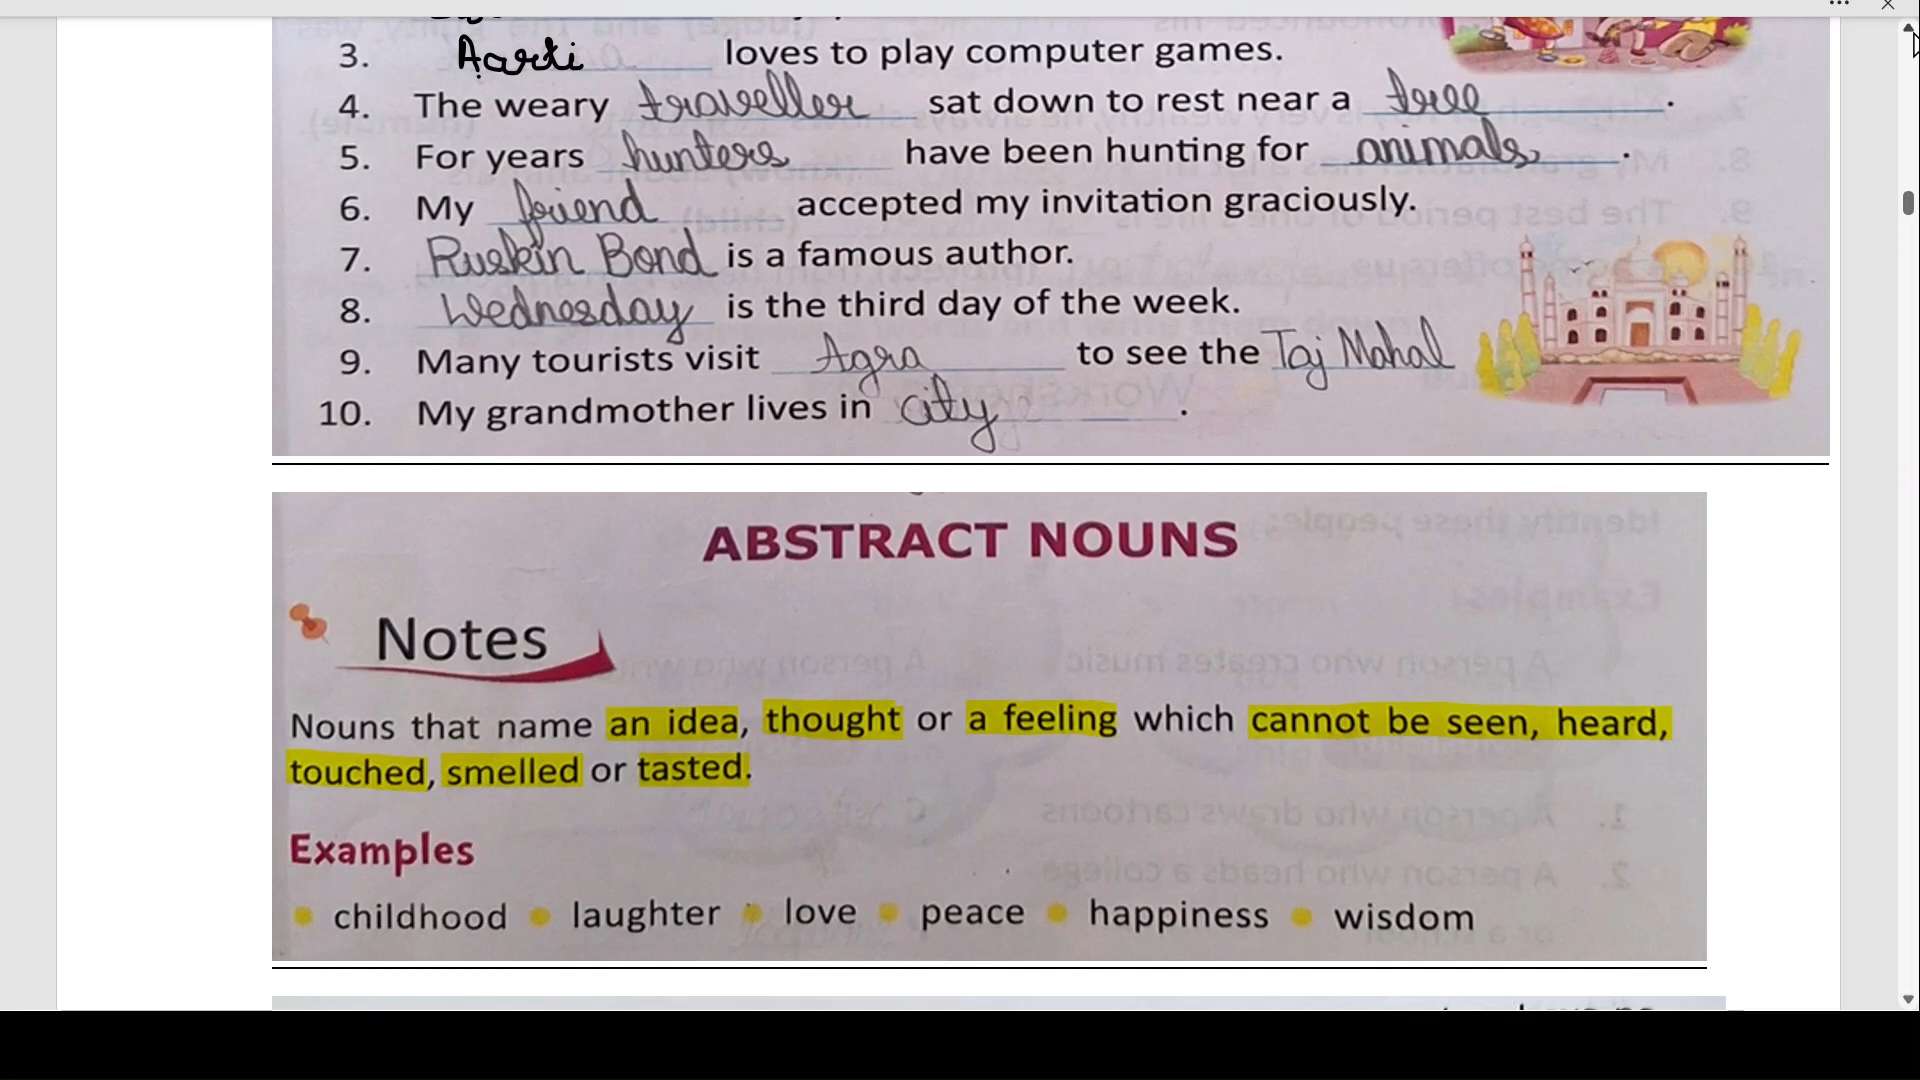 3. Aarti loves to play computer games.
4. The weary traveller sat down to rest near a tree.
5. For years hunters have been hunting for animals.
6. My friend accepted my invitation graciously.
7. Ruskin Bond is a famous author.
8. Wednesday is the third day of the week.
9. Many tourists visit Agra to see the Taj Mahal
10. My grandmother lives in city.
ABSTRACT NOUNS
Notes
Nouns that name an idea, thought or a feeling which cannot be seen, heard,
touched, smelled or tasted.
Examples
childhood laughter love peace happiness wisdom